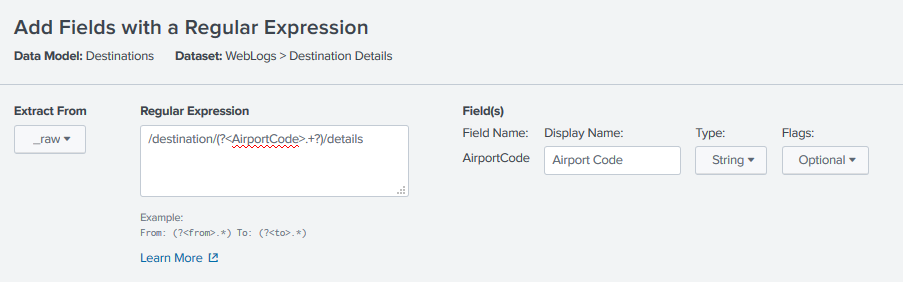 Add Fields with a Regular Expression
Data Model: Destinations Dataset: WebLogs > Destination Details
Extract From Regular Expression Field(s)
_raw /destination/(?<AirportCode>.+?)/details Field Name: Display Name: Type: Flags:
AirportCode Airport Code String Optional
Example:
From: (?<from>.*) To: (?<to>.*)
Learn More